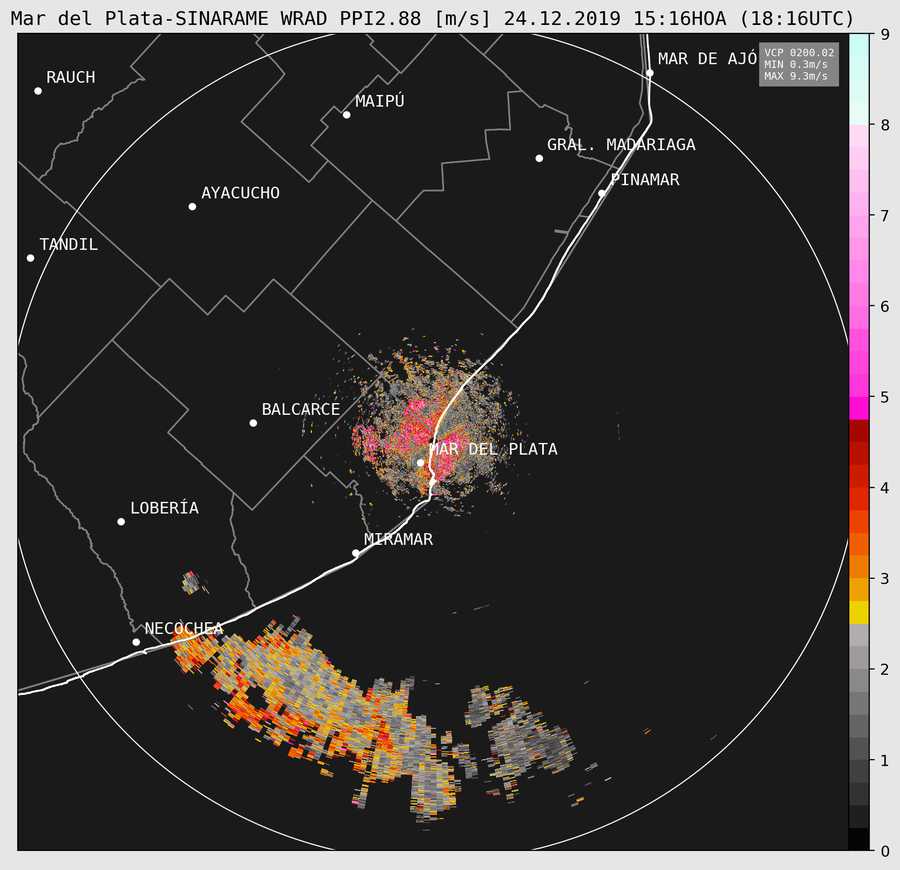 Mar del Plata-SINARAME WRAD PPI2.88 [m/s] 24.12.2019 15:16HOA (18:16UTC)
VCP 0200.02
MIN 0.3m/s
MAX 9.3m/s
MAR DE AJÓ
RAUCH
MAIPÚ
GRAL. MADARIAGA
PINAMAR
AYACUCHO
TANDIL
BALCARCE
MAR DEL PLATA
LOBERÍA
MIRAMAR
NECOCHEA
9
8
7
6
5
4
3
2
1
0